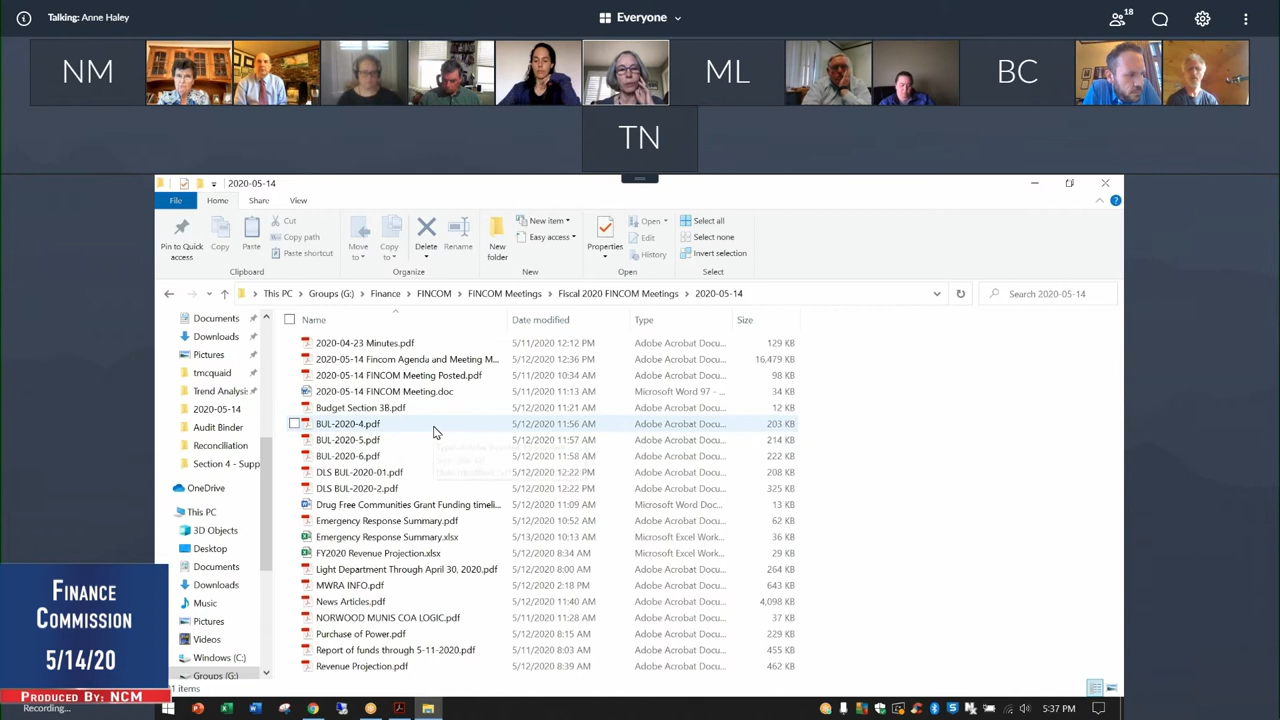 Talking: Anne Haley
Everyone
18
NM
ML
BC
TN
2020-05-14
File Home Share View
Pin to Quick access
Copy
Paste
Cut
Copy path
Paste shortcut
Clipboard
Move to
Copy to
Delete
Rename
Organize
New folder
New item
Easy access
New
Properties
Open
Edit
History
Open
Select all
Select none
Invert selection
Select
This PC > Groups (G:) > Finance > FINCOM > FINCOM Meetings > Fiscal 2020 FINCOM Meetings > 2020-05-14
Search 2020-05-14
Documents
Downloads
Pictures
tmcquaid
Trend Analysis
2020-05-14
Audit Binder
Reconciliation
Section 4 - Supp
OneDrive
This PC
3D Objects
Desktop
Documents
Downloads
Music
Pictures
Videos
Windows (C:)
Groups (G:)
Name Date modified Type Size
2020-04-23 Minutes.pdf 5/11/2020 12:12 PM Adobe Acrobat Docu... 129 KB
2020-05-14 Fincom Agenda and Meeting M... 5/12/2020 12:36 PM Adobe Acrobat Docu... 16,479 KB
2020-05-14 FINCOM Meeting Posted.pdf 5/11/2020 10:34 AM Adobe Acrobat Docu... 98 KB
2020-05-14 FINCOM Meeting.doc 5/11/2020 11:13 AM Microsoft Word 97 - ... 34 KB
Budget Section 3B.pdf 5/12/2020 11:21 AM Adobe Acrobat Docu... 12 KB
BUL-2020-4.pdf 5/12/2020 11:56 AM Adobe Acrobat Docu... 203 KB
BUL-2020-5.pdf 5/12/2020 11:57 AM Adobe Acrobat Docu... 214 KB
BUL-2020-6.pdf 5/12/2020 11:58 AM Adobe Acrobat Docu... 222 KB
DLS BUL-2020-01.pdf 5/12/2020 12:22 PM Adobe Acrobat Docu... 208 KB
DLS BUL-2020-2.pdf 5/12/2020 12:22 PM Adobe Acrobat Docu... 325 KB
Drug Free Communities Grant Funding timeli... 5/12/2020 11:09 AM Microsoft Word Doc... 13 KB
Emergency Response Summary.pdf 5/12/2020 10:52 AM Adobe Acrobat Docu... 62 KB
Emergency Response Summary.xlsx 5/13/2020 10:13 AM Microsoft Excel Work... 36 KB
FY2020 Revenue Projection.xlsx 5/12/2020 8:34 AM Microsoft Excel Work... 29 KB
Light Department Through April 30, 2020.pdf 5/12/2020 8:00 AM Adobe Acrobat Docu... 264 KB
MWRA INFO.pdf 5/12/2020 2:18 PM Adobe Acrobat Docu... 643 KB
News Articles.pdf 5/12/2020 11:40 AM Adobe Acrobat Docu... 4,098 KB
NORWOOD MUNIS COA LOGIC.pdf 5/12/2020 11:28 AM Adobe Acrobat Docu... 37 KB
Purchase of Power.pdf 5/12/2020 8:15 AM Adobe Acrobat Docu... 229 KB
Report of funds through 5-11-2020.pdf 5/12/2020 8:03 AM Adobe Acrobat Docu... 455 KB
Revenue Projection.pdf 5/12/2020 8:39 AM Adobe Acrobat Docu... 462 KB
items
FINANCE
COMMISSION
5/14/20
PRODUCED BY: NCM
Recording...
5:37 PM